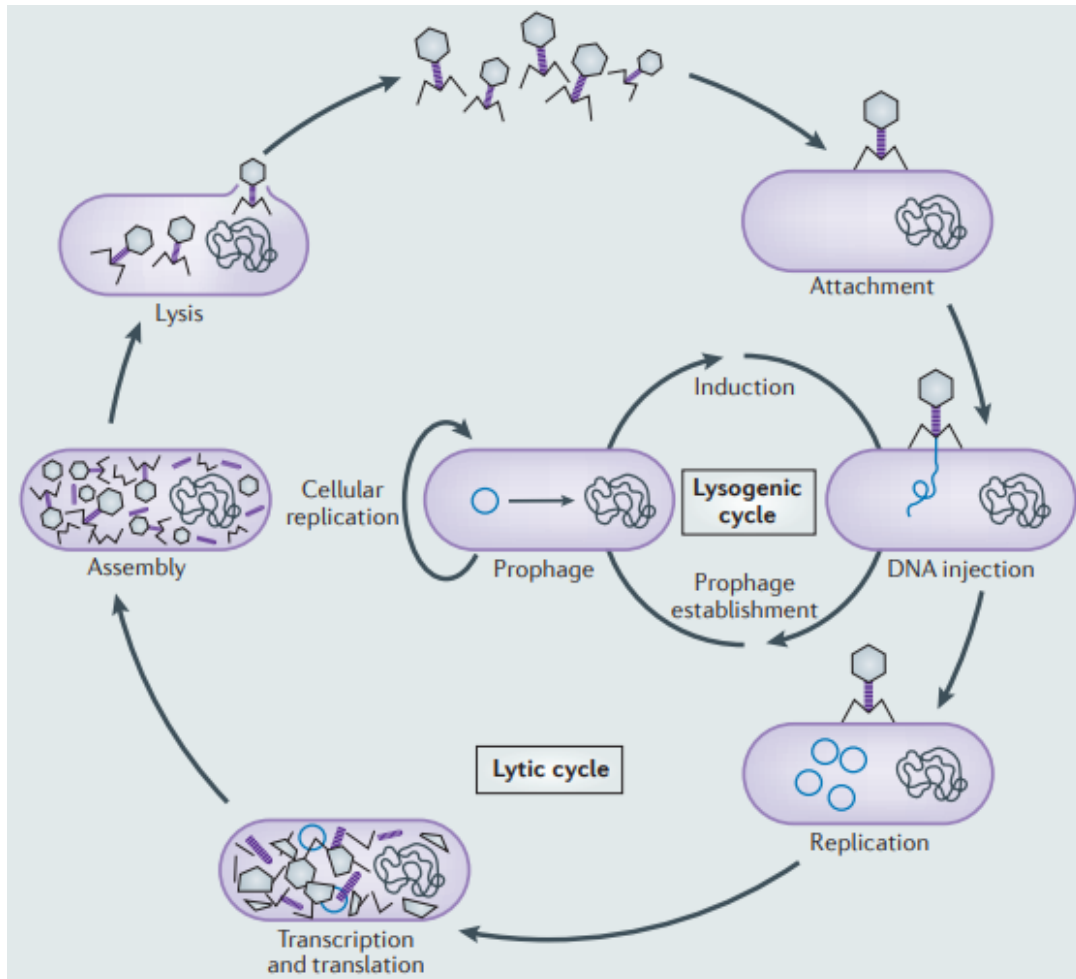 Lysis
Attachment
Induction
Cellular
replication
Lysogenic
cycle
Assembly
Prophage
DNA injection
Prophage
establishment
Lytic cycle
Replication
Transcription
and translation